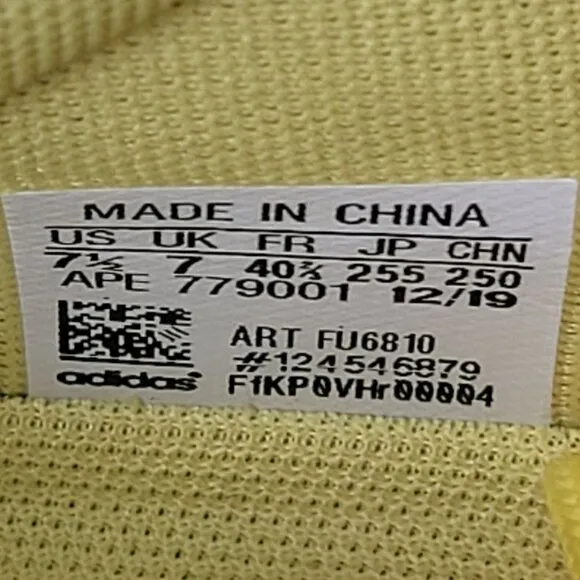 MADE IN CHINA
US UK FR JP CHN
7½ 7 40⅔ 255 250
APE 779001 12/19
ART FU6810
#124546879
adidas FfKP0VHr00004